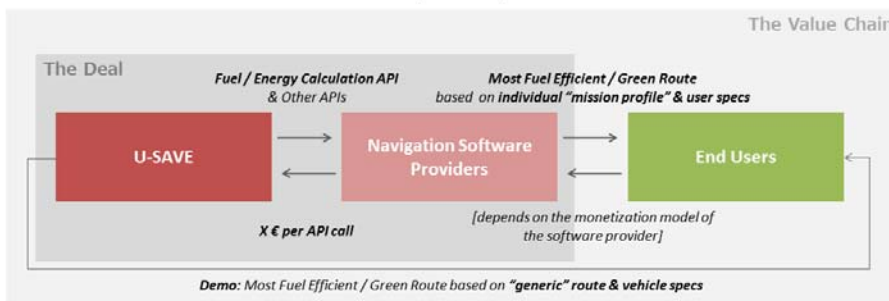 The Value Chain
The Deal
Fuel / Energy Calculation API
& Other APIs
Most Fuel Efficient / Green Route
based on individual “mission profile” & user specs
U-SAVE
Navigation Software
Providers
End Users
X € per API call
[depends on the monetization model of
the software provider]
Demo: Most Fuel Efficient / Green Route based on “generic” route & vehicle specs